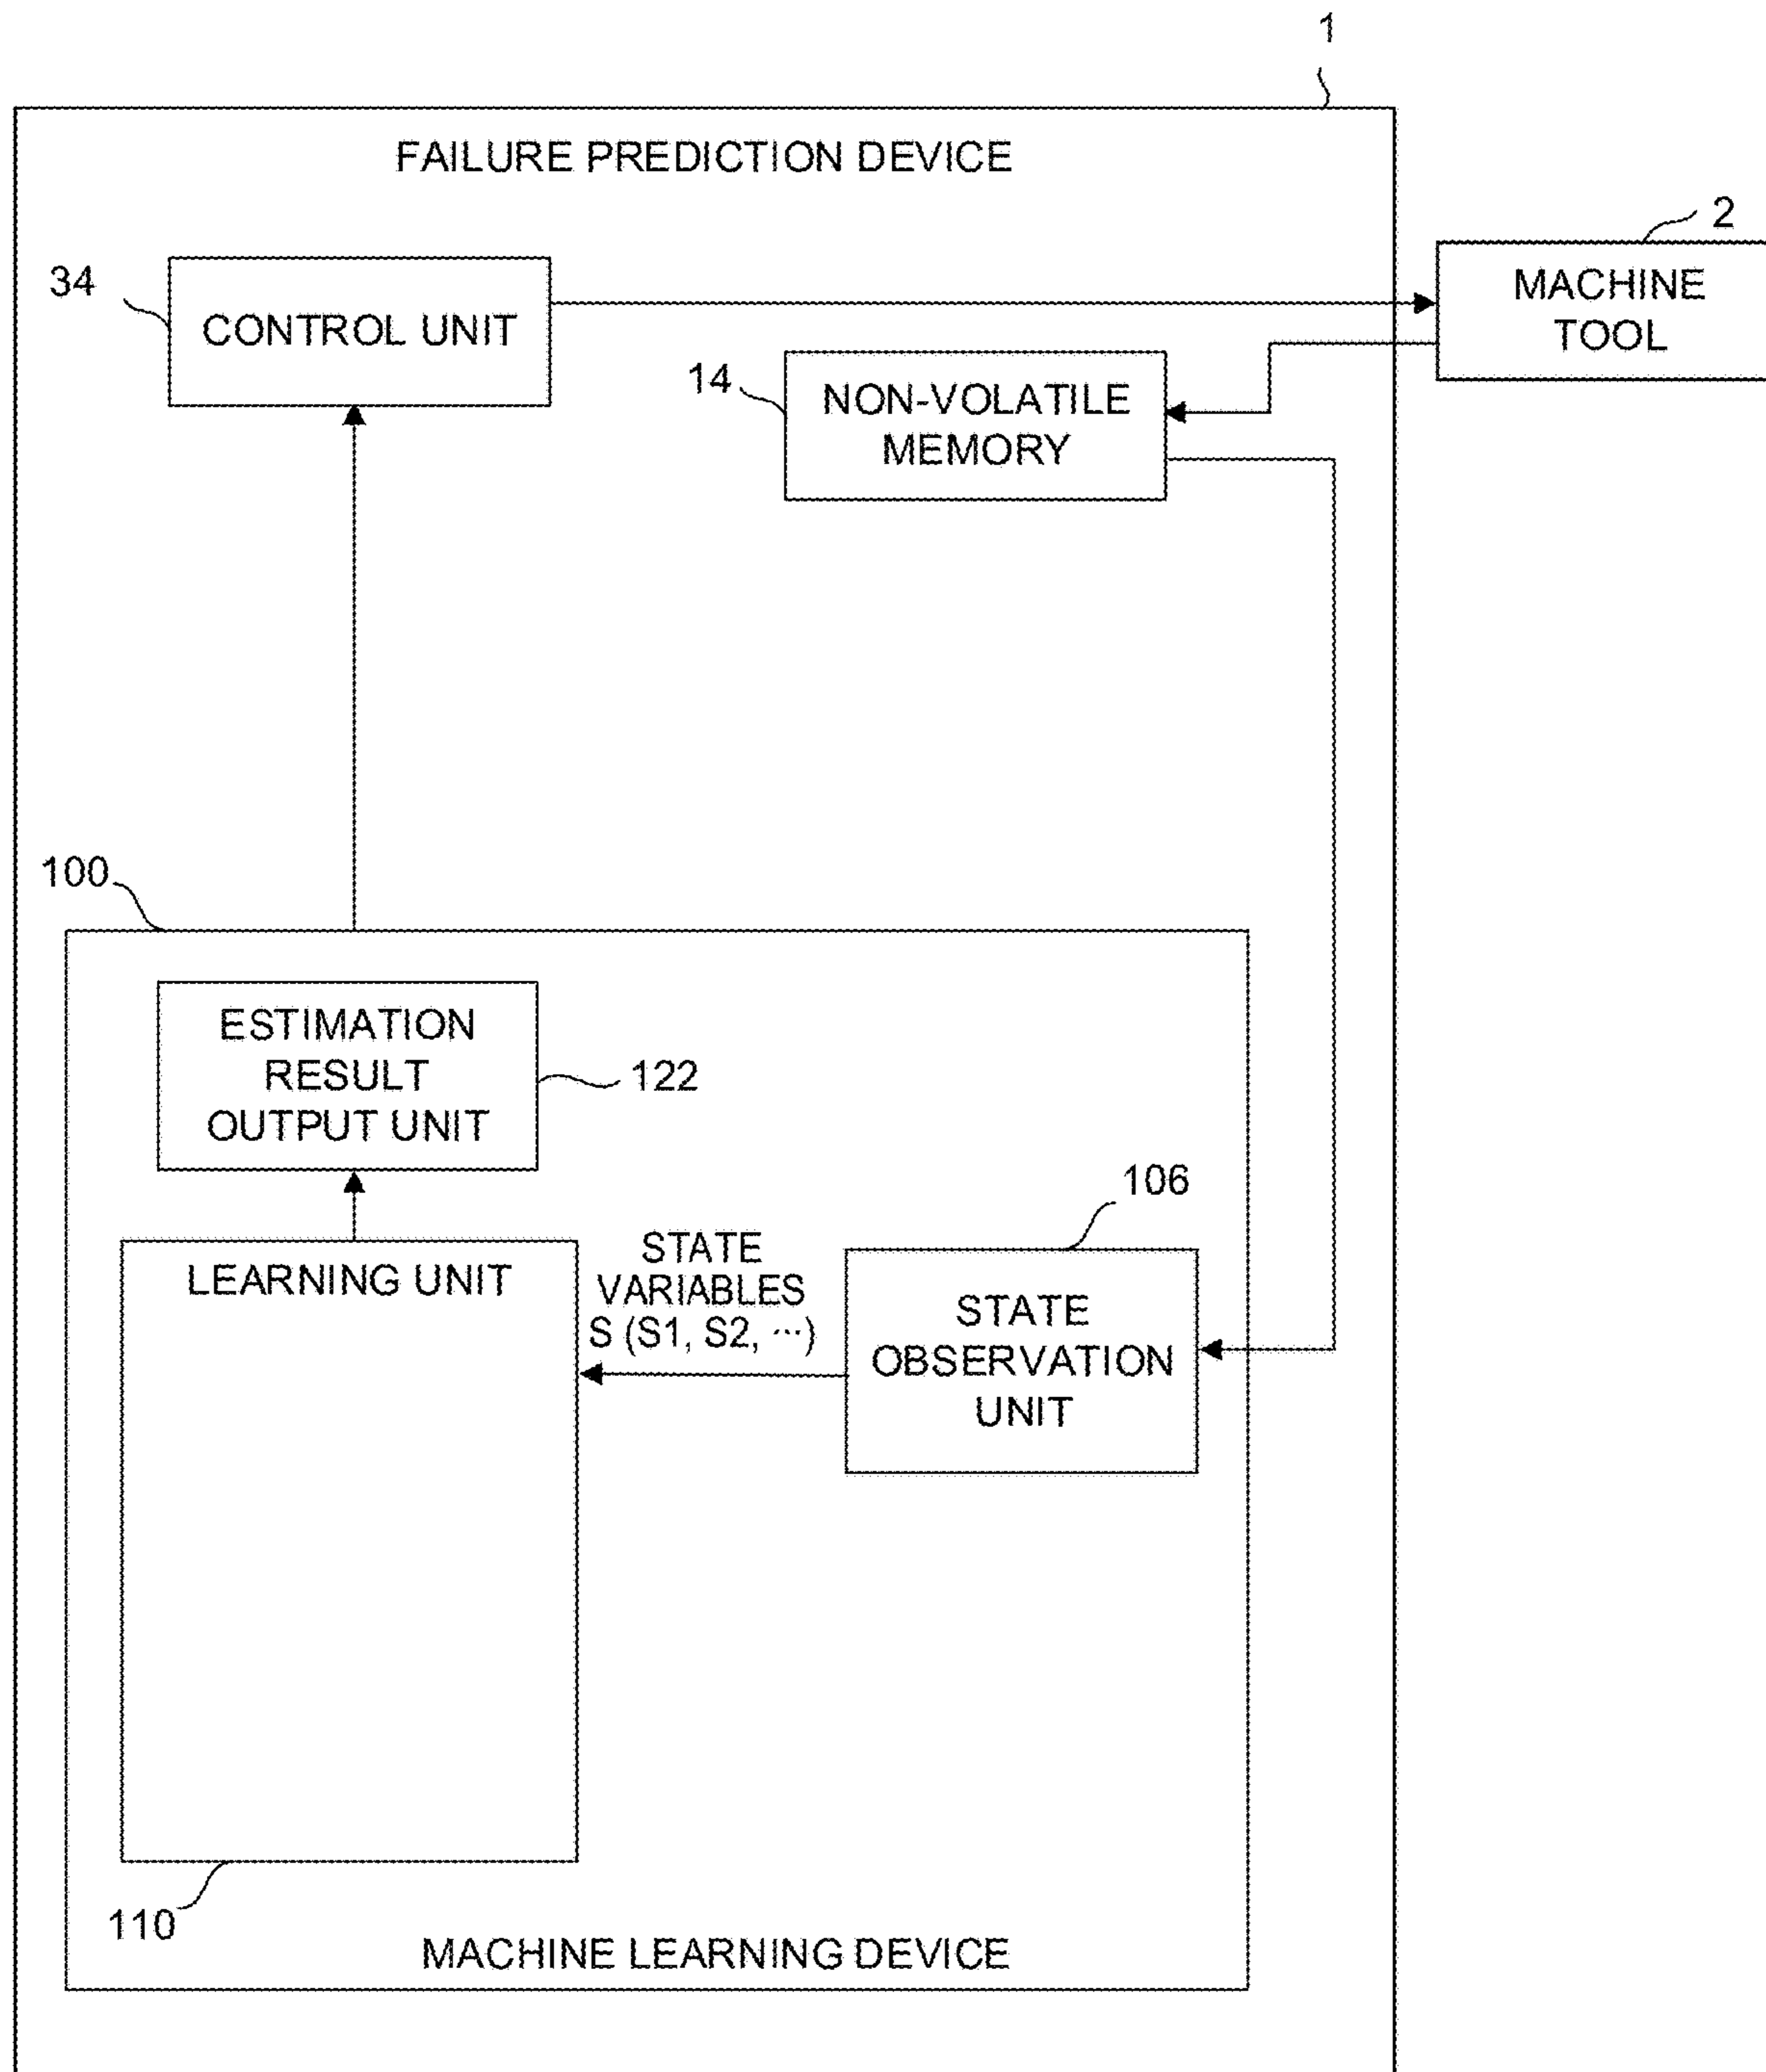 1
FAILURE PREDICTION DEVICE
2
MACHINE
TOOL
34
CONTROL UNIT
14
NON-VOLATILE
MEMORY
100
ESTIMATION
RESULT
OUTPUT UNIT
122
106
LEARNING UNIT
STATE
VARIABLES
S (S1, S2, ···)
STATE
OBSERVATION
UNIT
110
MACHINE LEARNING DEVICE